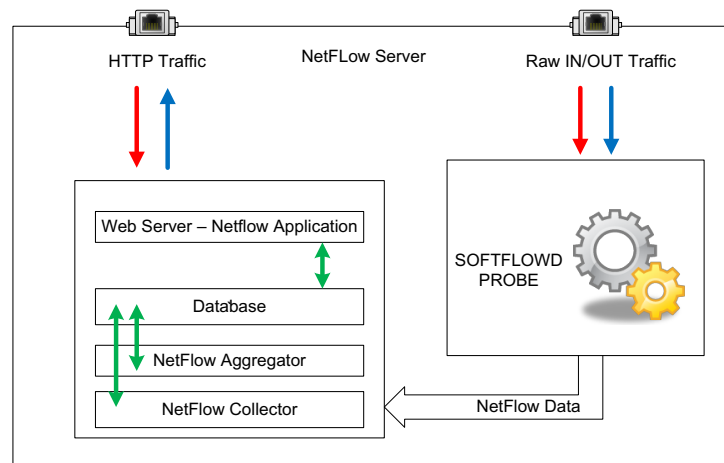 HTTP Traffic
NetFLow Server
Raw IN/OUT Traffic
Web Server – Netflow Application
Database
NetFlow Aggregator
NetFlow Collector
SOFTFLOWD
PROBE
NetFlow Data